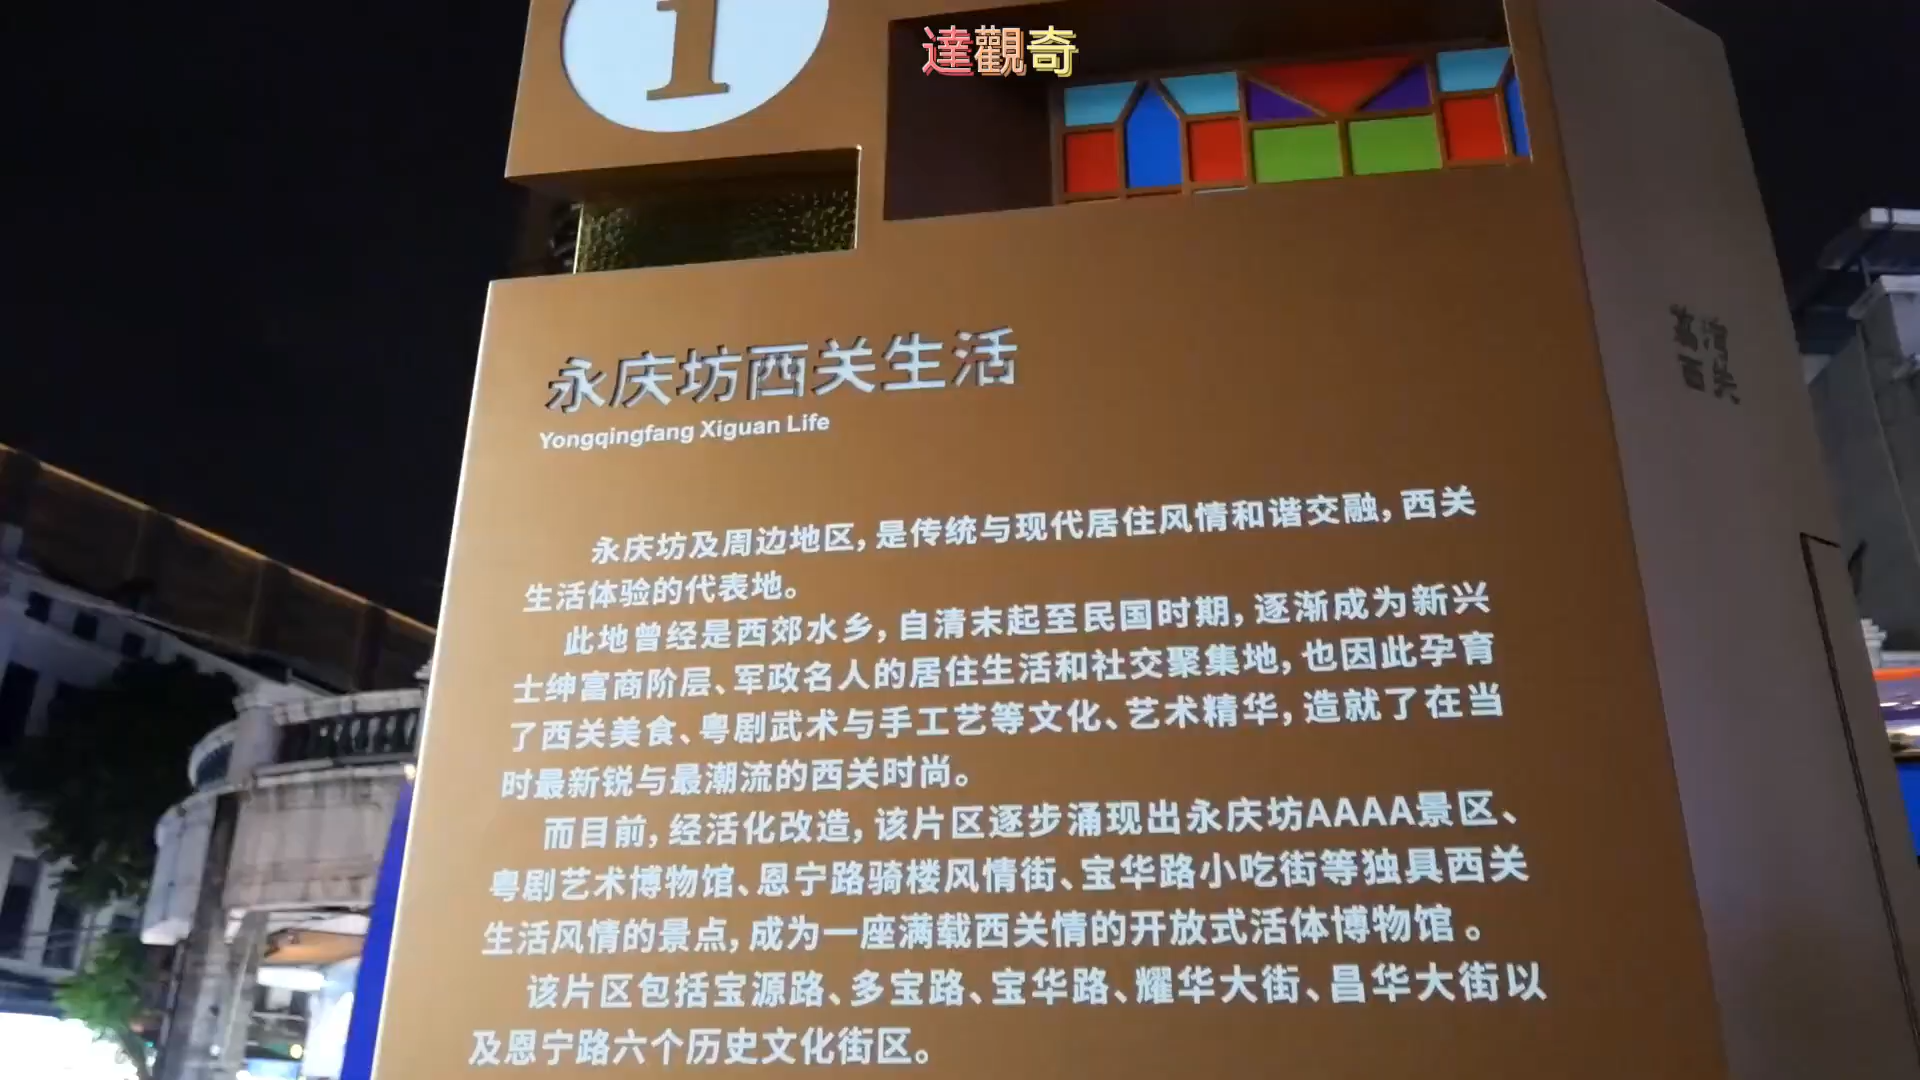 達觀奇
i
永庆坊西关生活
Yongqingfang Xiguan Life
永庆坊及周边地区，是传统与现代居住风情和谐交融，西关
生活体验的代表地。
此地曾经是西郊水乡，自清末起至民国时期，逐渐成为新兴
士绅富商阶层、军政名人的居住生活和社交聚集地，也因此孕育
了西关美食、粤剧武术与手工艺等文化、艺术精华，造就了在当
时最新锐与最潮流的西关时尚。
而目前，经活化改造，该片区逐步涌现出永庆坊AAAA景区、
粤剧艺术博物馆、恩宁路骑楼风情街、宝华路小吃街等独具西关
生活风情的景点，成为一座满载西关情的开放式活体博物馆。
该片区包括宝源路、多宝路、宝华路、耀华大街、昌华大街以
及恩宁路六个历史文化街区。
荔湾
西关